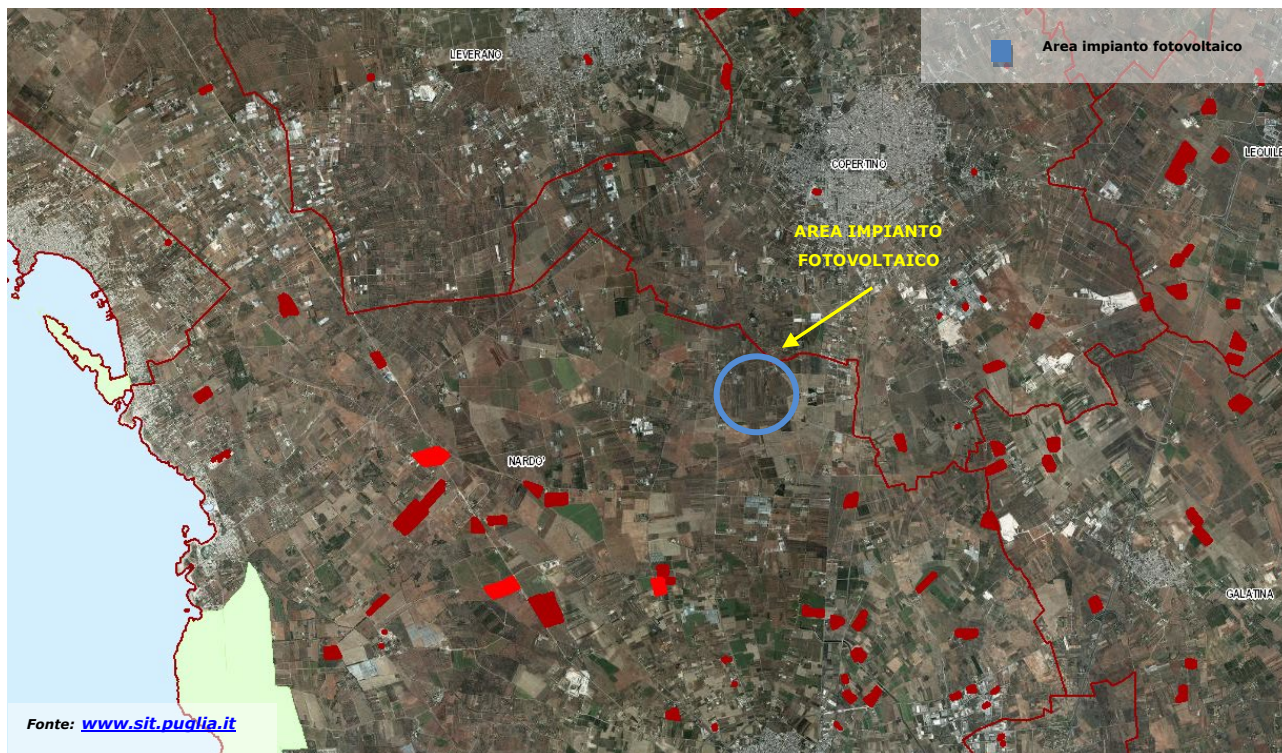 Area impianto fotovoltaico
LEVERANO
LEQUILE
COPERTINO
AREA IMPIANTO
FOTOVOLTAICO
NARDO'
GALATINA
Fonte: www.sit.puglia.it